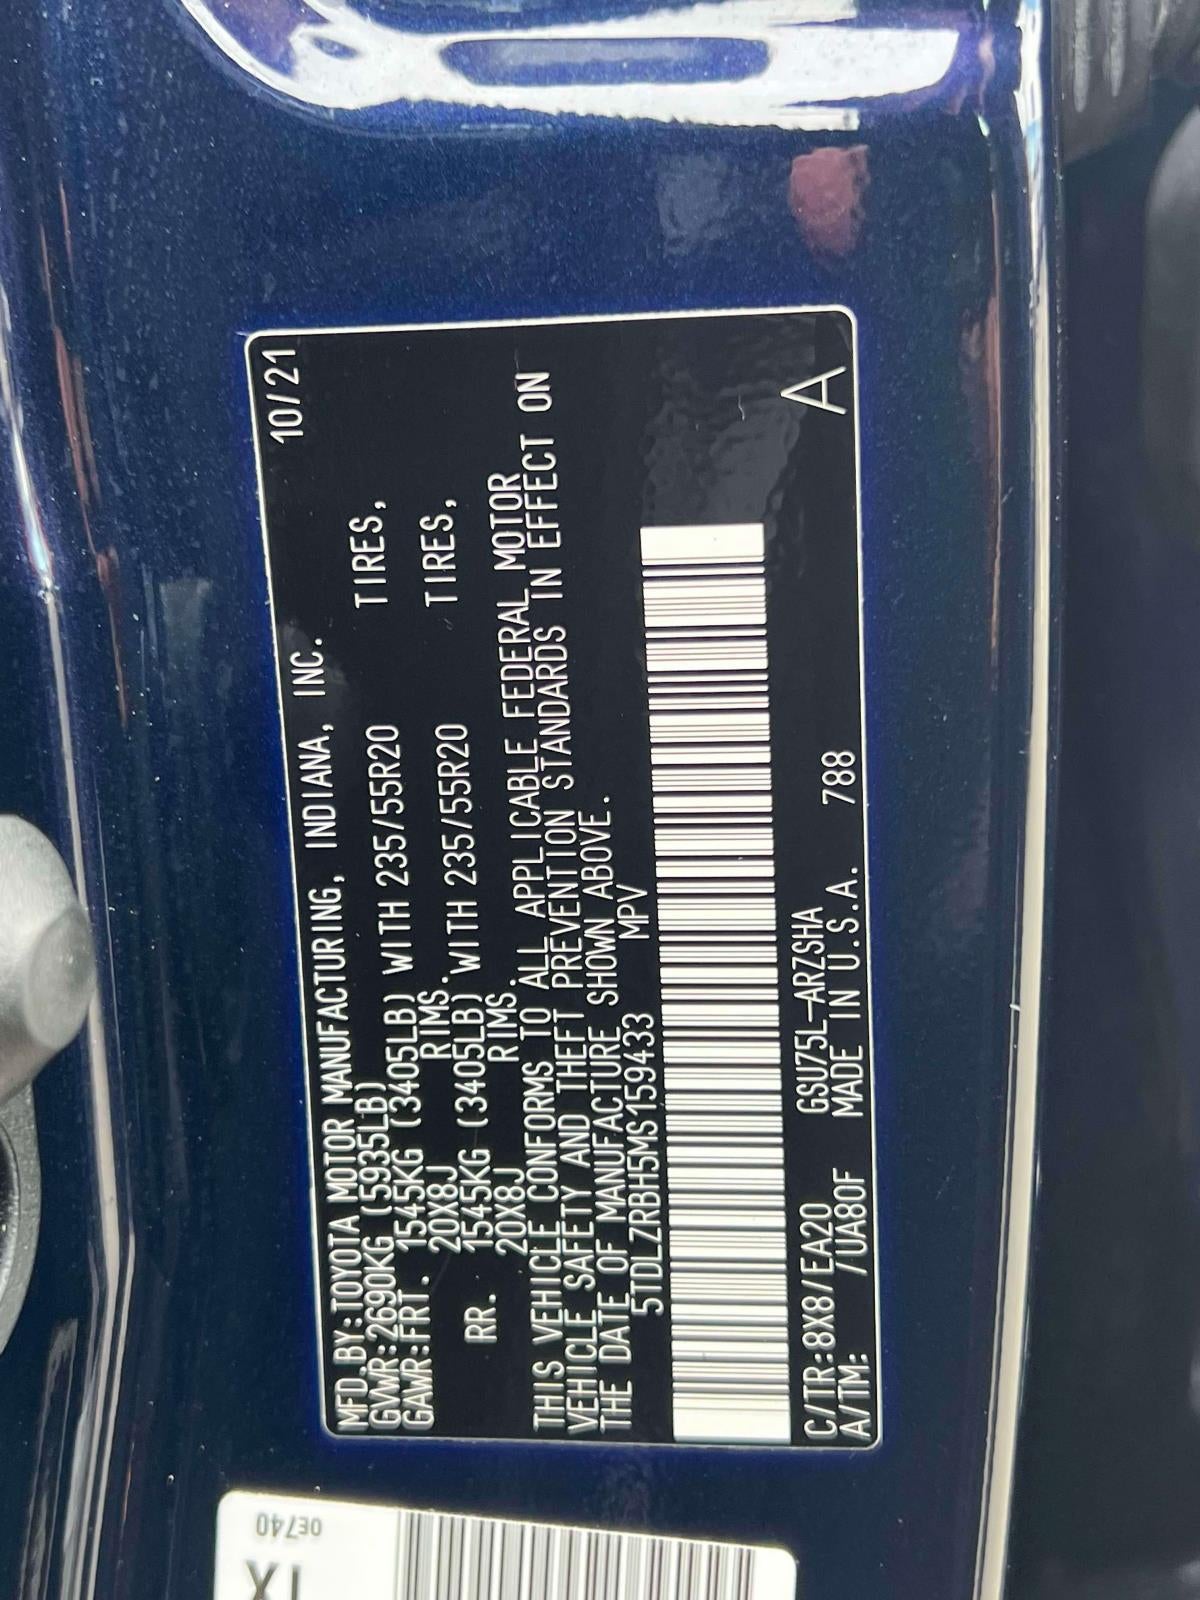 10/21
MFD.BY:TOYOTA MOTOR MANUFACTURING, INDIANA, INC.
GVWR:2690KG (5935LB)
GAWR:FRT. 1545KG (3405LB) WITH 235/55R20 TIRES,
20X8J RIMS.
RR. 1545KG (3405LB) WITH 235/55R20 TIRES,
20X8J RIMS.
THIS VEHICLE CONFORMS TO ALL APPLICABLE FEDERAL MOTOR
VEHICLE SAFETY AND THEFT PREVENTION STANDARDS IN EFFECT ON
THE DATE OF MANUFACTURE SHOWN ABOVE.
5TDLZRBH5MS159433 MPV
C/TR:8X8/EA20 GSU75L-ARZSHA
A/TM: /UA80F MADE IN U.S.A. 788
A
0E740